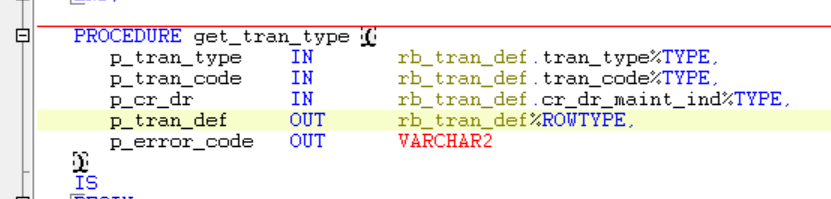 PROCEDURE get_tran_type (
p_tran_type IN rb_tran_def.tran_type%TYPE,
p_tran_code IN rb_tran_def.tran_code%TYPE,
p_cr_dr IN rb_tran_def.cr_dr_maint_ind%TYPE,
p_tran_def OUT rb_tran_def%ROWTYPE,
p_error_code OUT VARCHAR2
)
IS